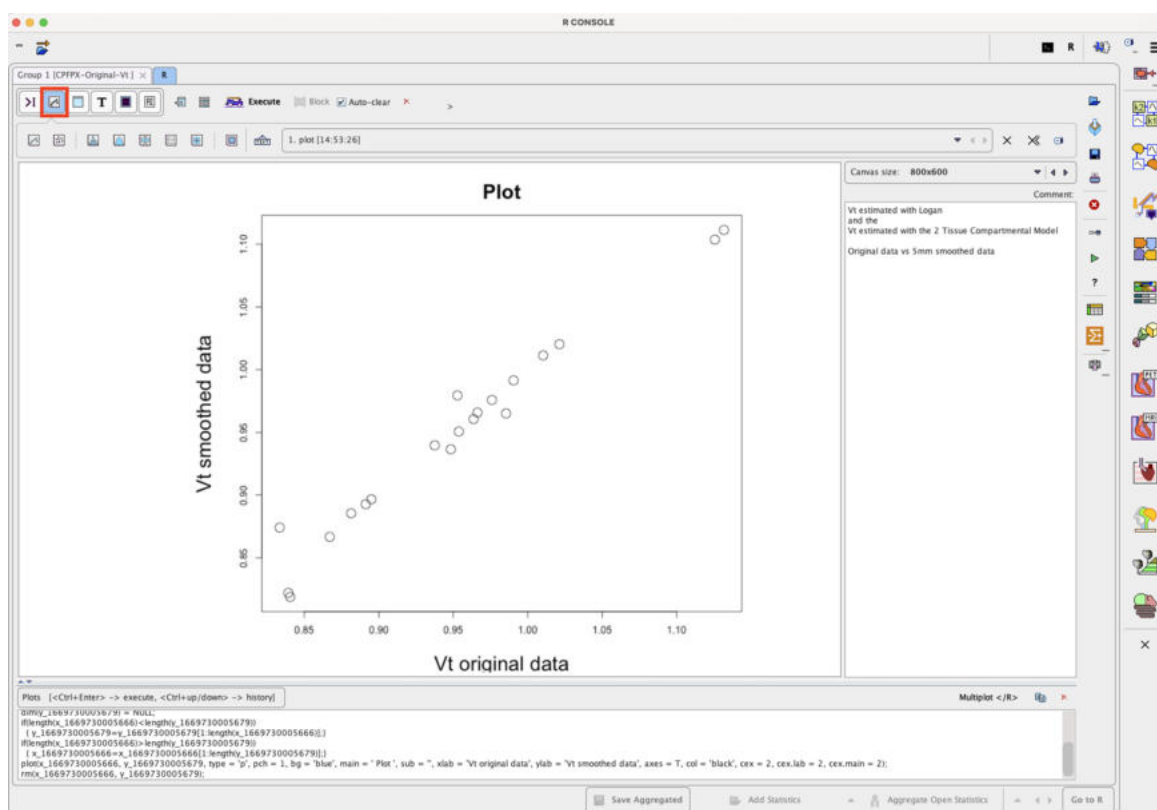 R CONSOLE
R
Group 1 [CPFPX-Original-Vt ] × R
>I T Execute Block Auto-clear × >
1. plot [14:53:26]
Canvas size: 800x600
Comment:
Vt estimated with Logan
and the
Vt estimated with the 2 Tissue Compartmental Model
Original data vs 5mm smoothed data
Plot
Vt smoothed data
1.10
1.05
1.00
0.95
0.90
0.85
0.85 0.90 0.95 1.00 1.05 1.10
Vt original data
?
Plots [<Ctrl+Enter> -> execute, <Ctrl+up/down> -> history]
Multiplot </R>
dim(y_1669730005679) = NULL;
if(length(x_1669730005666)<length(y_1669730005679))
{ y_1669730005679=y_1669730005679[1:length(x_1669730005666)];}
if(length(x_1669730005666)>length(y_1669730005679))
{ x_1669730005666=x_1669730005666[1:length(y_1669730005679)];}
plot(x_1669730005666, y_1669730005679, type = 'p', pch = 1, bg = 'blue', main = ' Plot ', sub = '', xlab = 'Vt original data', ylab = 'Vt smoothed data', axes = T, col = 'black', cex = 2, cex.lab = 2, cex.main = 2);
rm(x_1669730005666, y_1669730005679);
Save Aggregated Add Statistics Aggregate Open Statistics Go to R